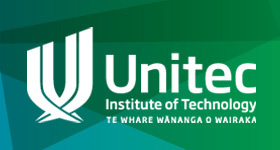 Unitec
Institute of Technology
TE WHARE WĀNANGA O WAIRAKA